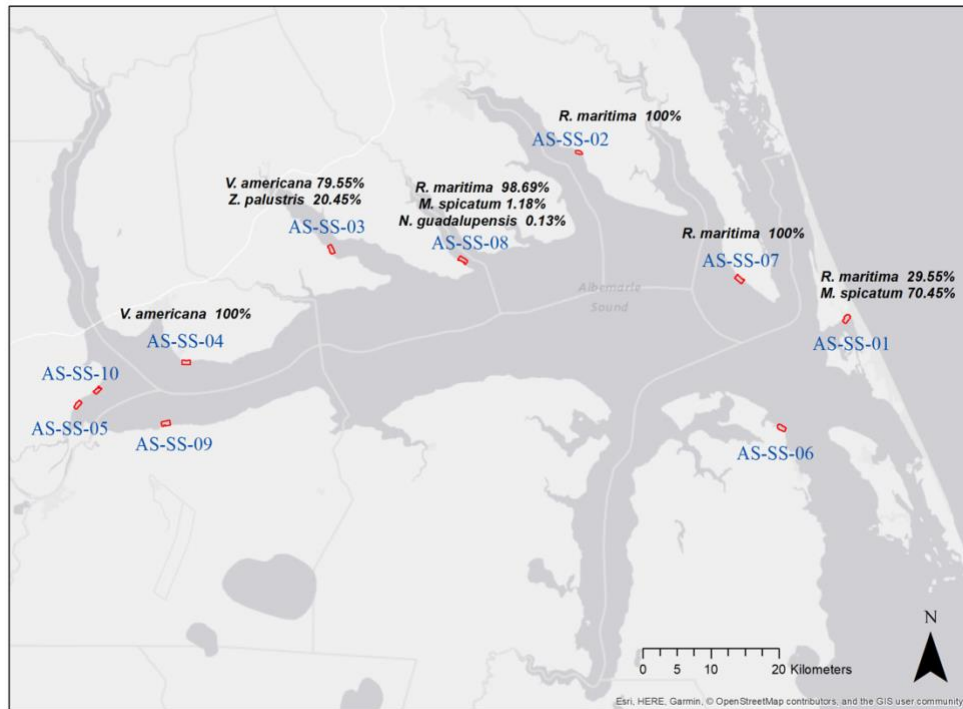 R. maritima 100%
AS-SS-02
V. americana 79.55%
Z. palustris 20.45%
AS-SS-03
R. maritima 98.69%
M. spicatum 1.18%
N. guadalupensis 0.13%
AS-SS-08
R. maritima 100%
AS-SS-07
R. maritima 29.55%
M. spicatum 70.45%
AS-SS-01
Albemarle
Sound
V. americana 100%
AS-SS-04
AS-SS-10
AS-SS-05
AS-SS-09
AS-SS-06
N
0 5 10 20 Kilometers
Esri, HERE, Garmin, © OpenStreetMap contributors, and the GIS user community